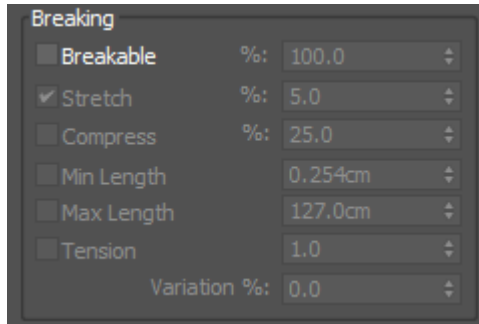 Breaking
Breakable %: 100.0
Stretch %: 5.0
Compress %: 25.0
Min Length 0.254cm
Max Length 127.0cm
Tension 1.0
Variation %: 0.0